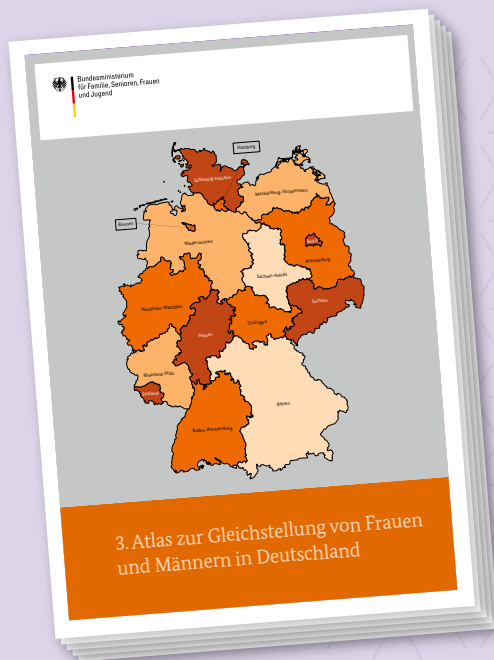 Bundesministerium
für Familie, Senioren, Frauen
und Jugend
Hamburg
Schleswig-Holstein
Mecklenburg-Vorpommern
Bremen
Niedersachsen
Berlin
Brandenburg
Sachsen-Anhalt
Sachsen
Nordrhein-Westfalen
Thüringen
Hessen
Rheinland-Pfalz
Saarland
Bayern
Baden-Württemberg
3. Atlas zur Gleichstellung von Frauen
und Männern in Deutschland